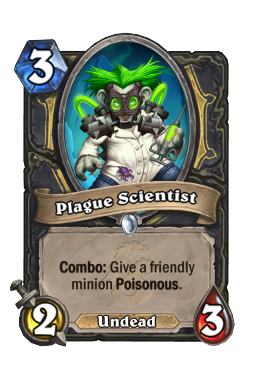 3
Plague Scientist
Combo: Give a friendly
minion Poisonous.
2
Undead
3